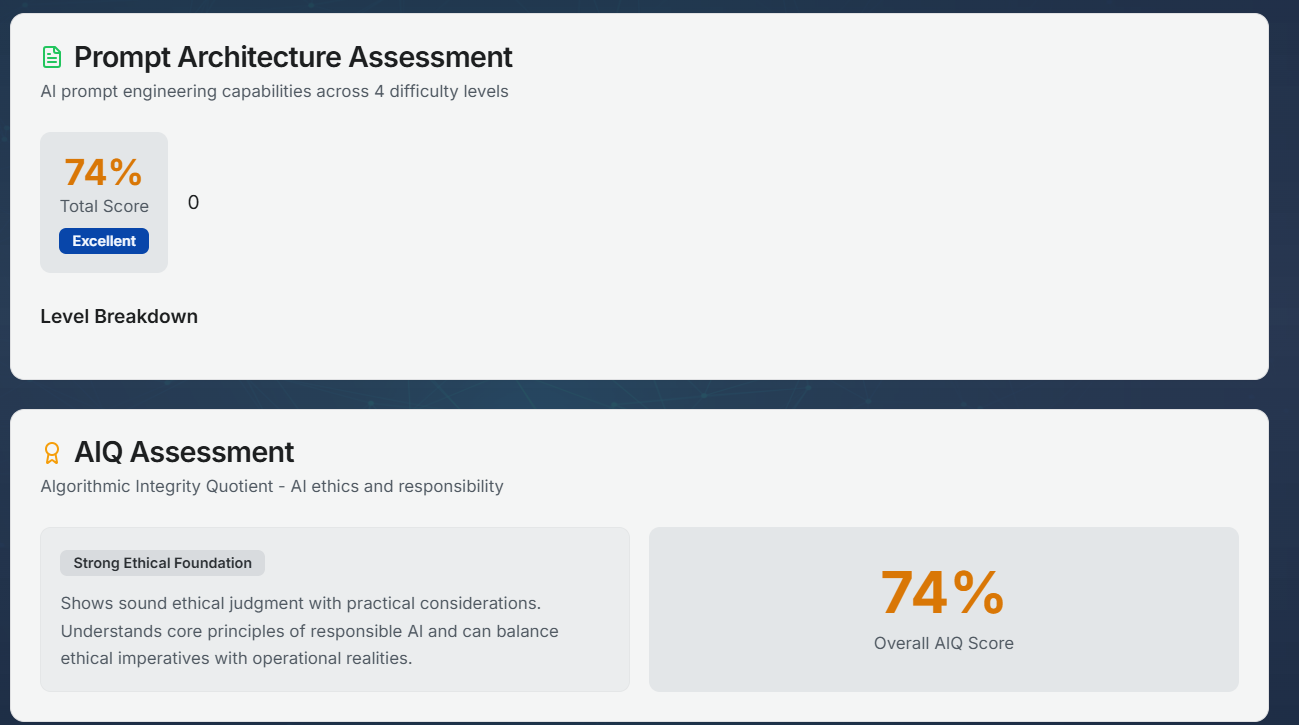 Prompt Architecture Assessment
AI prompt engineering capabilities across 4 difficulty levels
74%
Total Score
Excellent
0
Level Breakdown
AIQ Assessment
Algorithmic Integrity Quotient - AI ethics and responsibility
Strong Ethical Foundation
Shows sound ethical judgment with practical considerations.
Understands core principles of responsible AI and can balance
ethical imperatives with operational realities.
74%
Overall AIQ Score